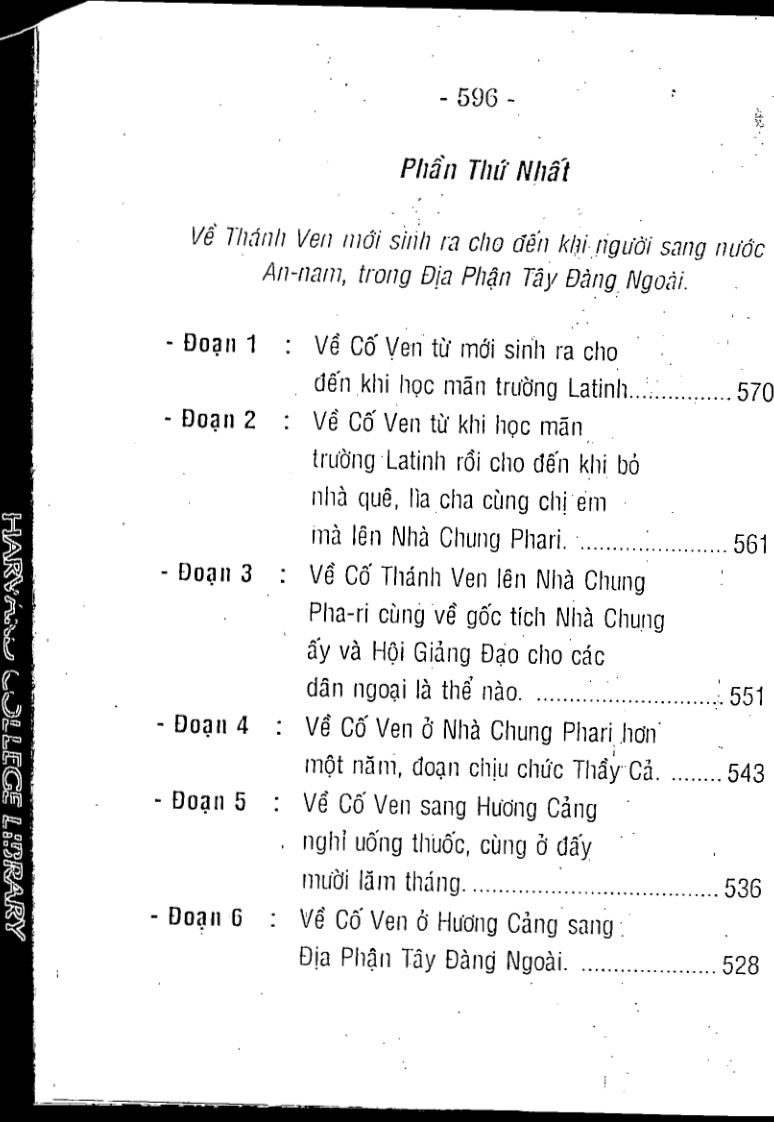 - 596 -
Phần Thứ Nhất
Về Thánh Ven mới sinh ra cho đến khi người sang nước
An-nam, trong Địa Phận Tây Đàng Ngoài.
- Đoạn 1 : Về Cố Ven từ mới sinh ra cho
đến khi học mãn trường Latinh................ 570
- Đoạn 2 : Về Cố Ven từ khi học mãn
trường Latinh rồi cho đến khi bỏ
nhà quê, lìa cha cùng chị em
mà lên Nhà Chung Phari. ....................... 561
- Đoạn 3 : Về Cố Thánh Ven lên Nhà Chung
Pha-ri cùng về gốc tích Nhà Chung
ấy và Hội Giảng Đạo cho các
dân ngoại là thể nào. ............................. 551
- Đoạn 4 : Về Cố Ven ở Nhà Chung Phari hơn
một năm, đoạn chịu chức Thầy Cả. ........ 543
- Đoạn 5 : Về Cố Ven sang Hương Cảng
nghỉ uống thuốc, cùng ở đấy
mười lăm tháng. ....................................... 536
- Đoạn 6 : Về Cố Ven ở Hương Cảng sang
Địa Phận Tây Đàng Ngoài. ...................... 528
HARVARD COLLEGE LIBRARY